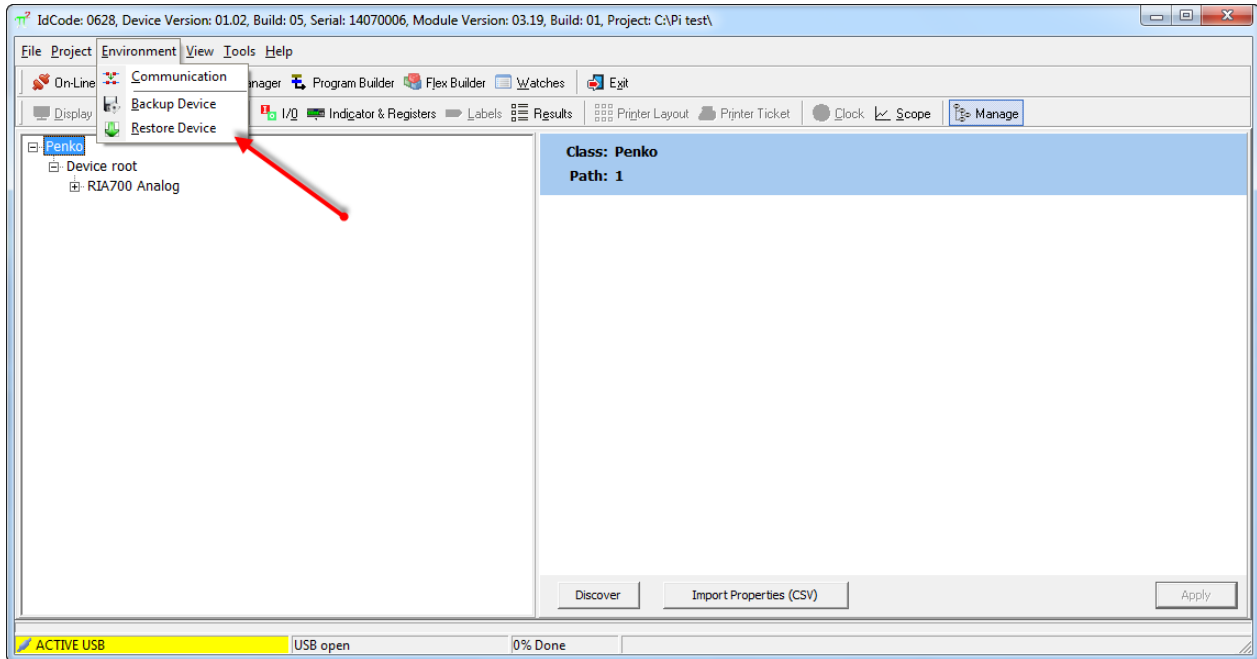 IdCode: 0628, Device Version: 01.02, Build: 05, Serial: 14070006, Module Version: 03.19, Build: 01, Project: C:\Pi test\
File Project Environment View Tools Help
On-Line nager Program Builder Flex Builder Watches Exit
Communication
Backup Device
Restore Device
Display I/O Indicator & Registers Labels Results Printer Layout Printer Ticket Clock Scope Manage
Penko
Device root
RIA700 Analog
Class: Penko
Path: 1
Discover Import Properties (CSV) Apply
ACTIVE USB USB open 0% Done